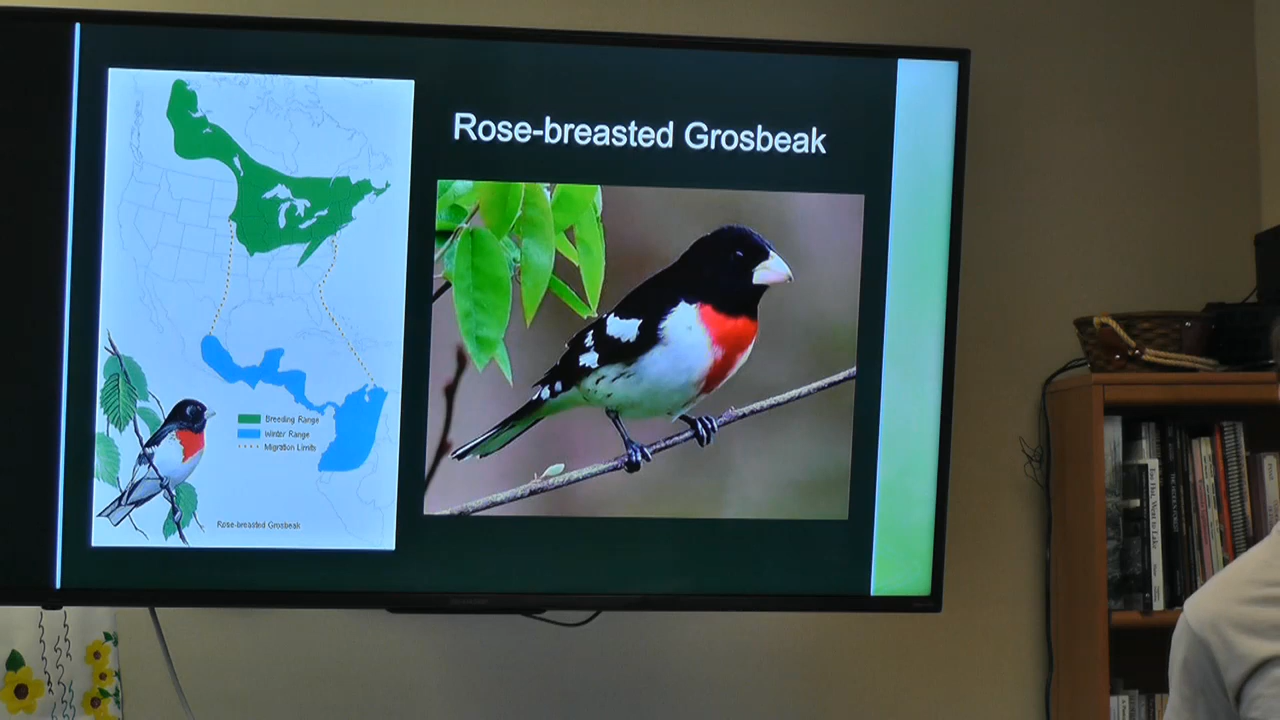 Rose-breasted Grosbeak
Breeding Range
Winter Range
Migration Limits
Rose-breasted Grosbeak